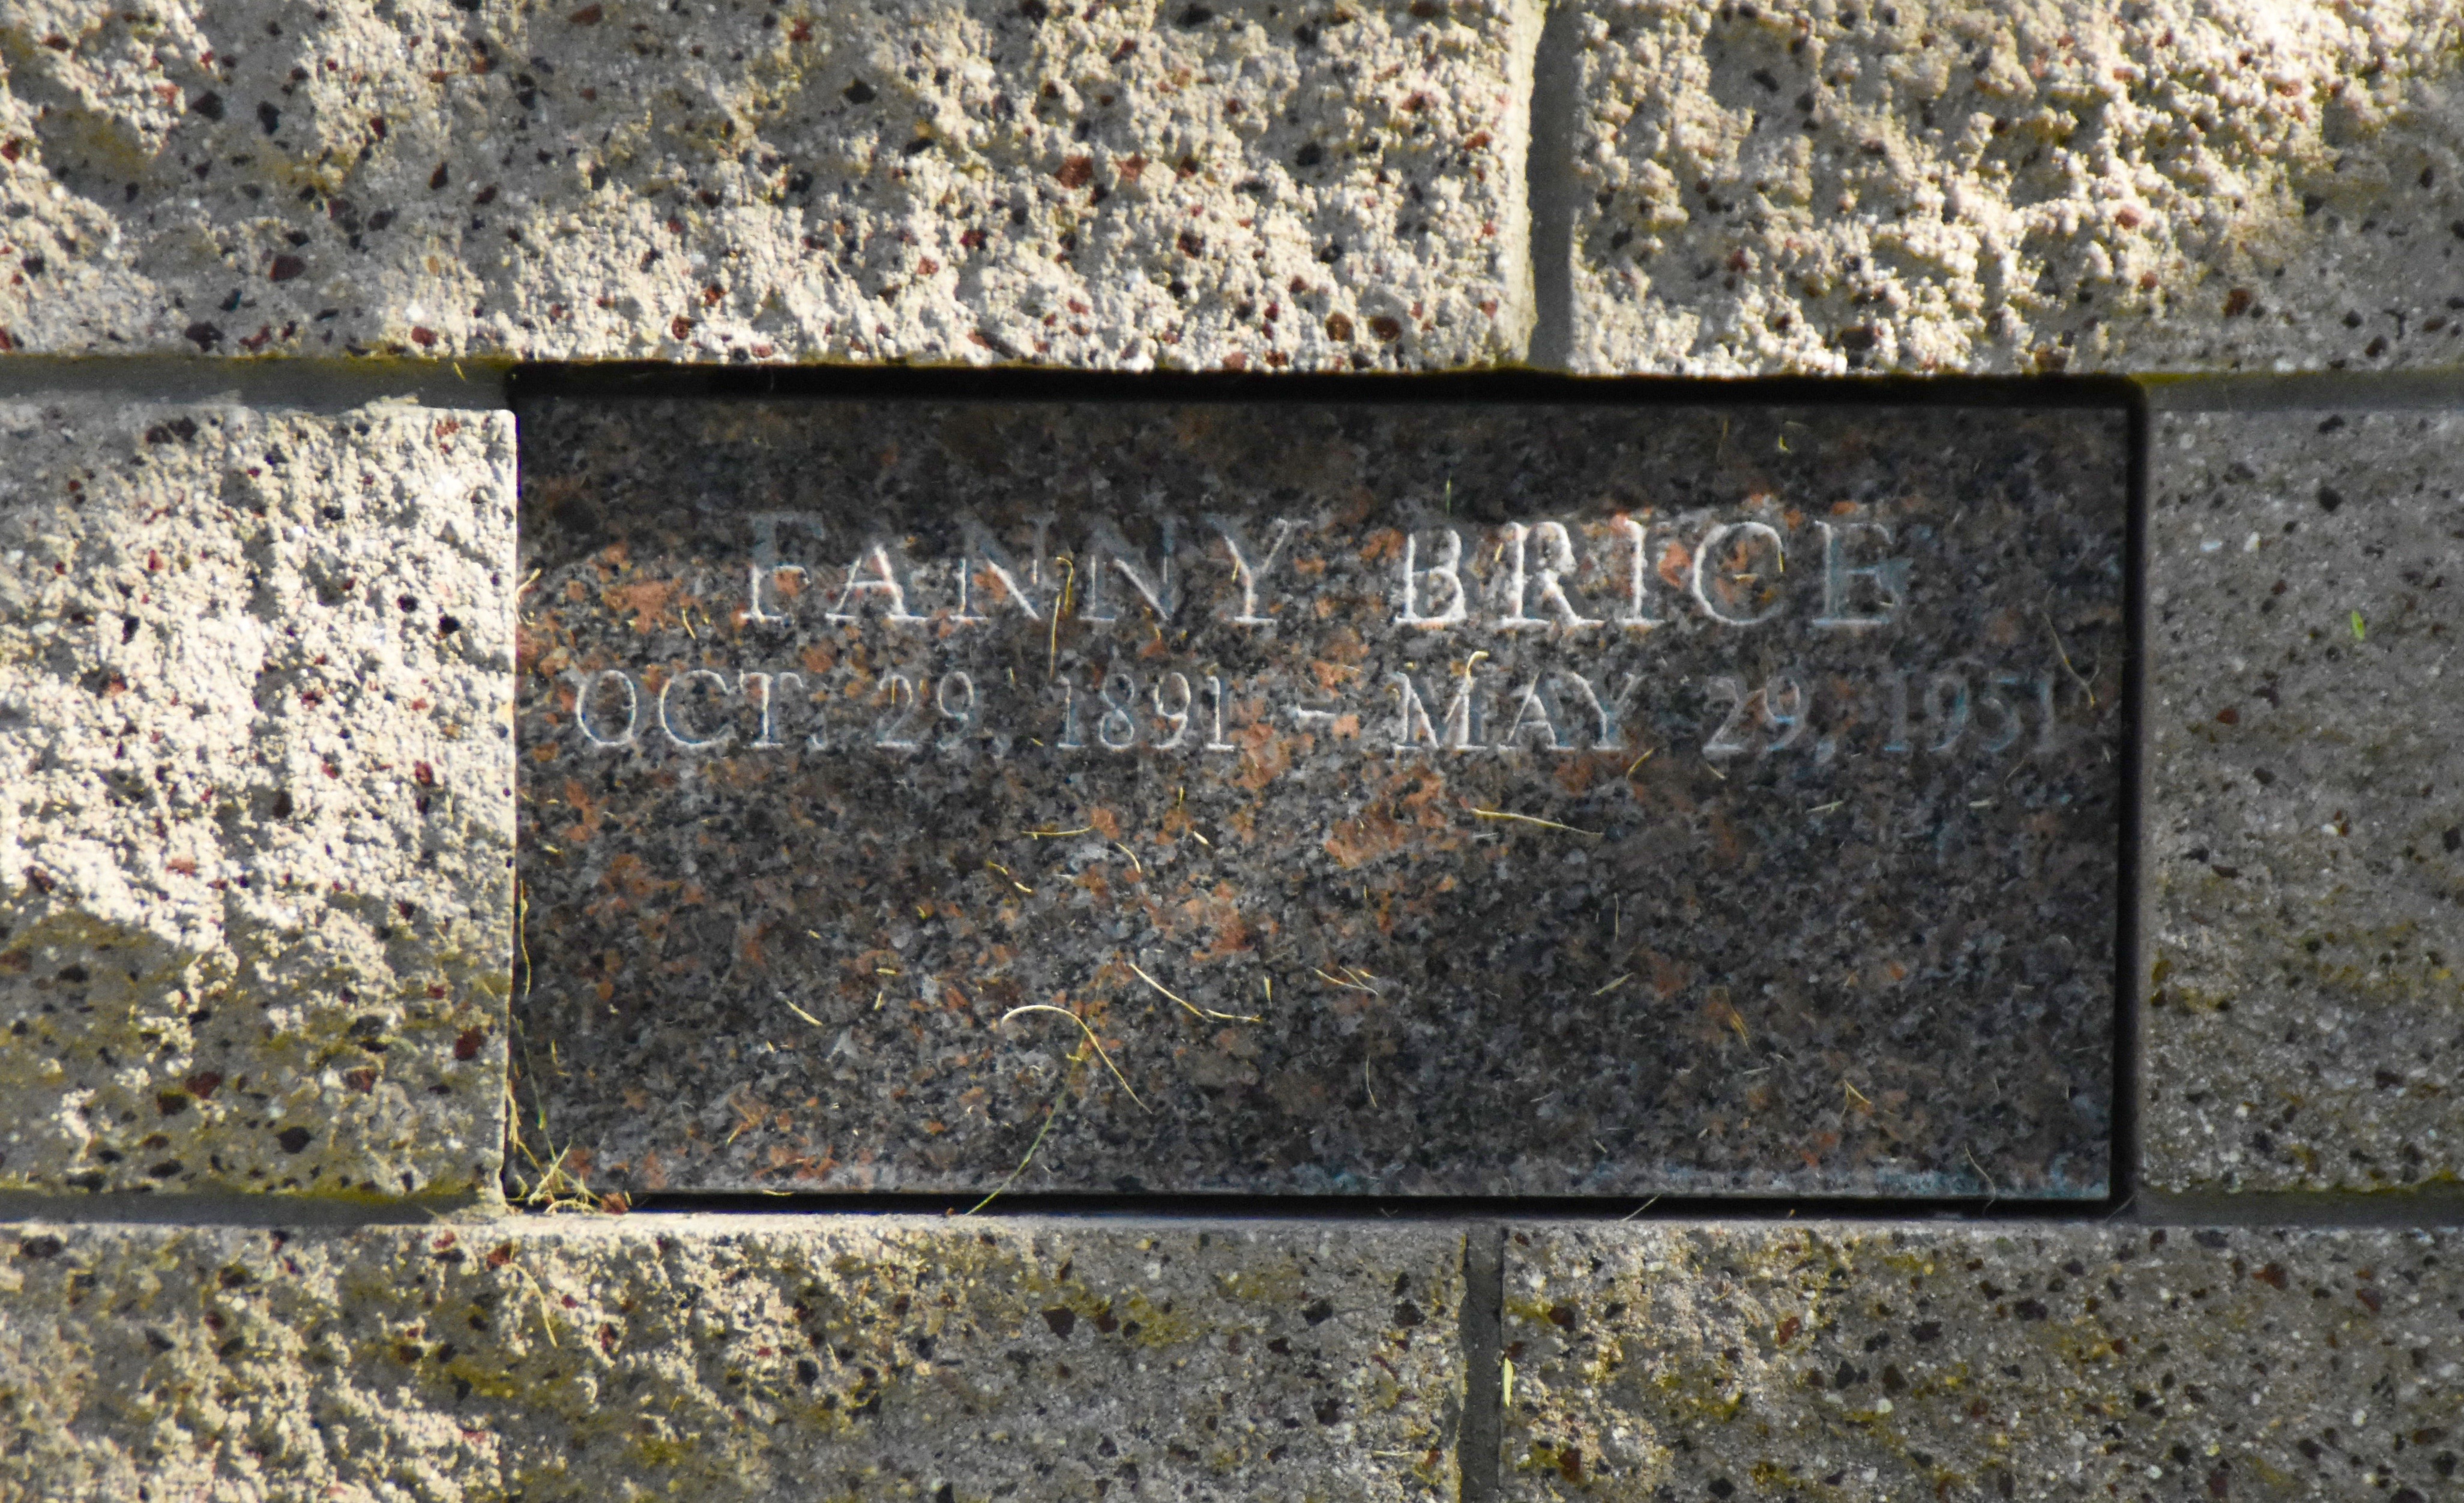 FANNY BRICE
OCT. 29, 1891 - MAY 29, 1951